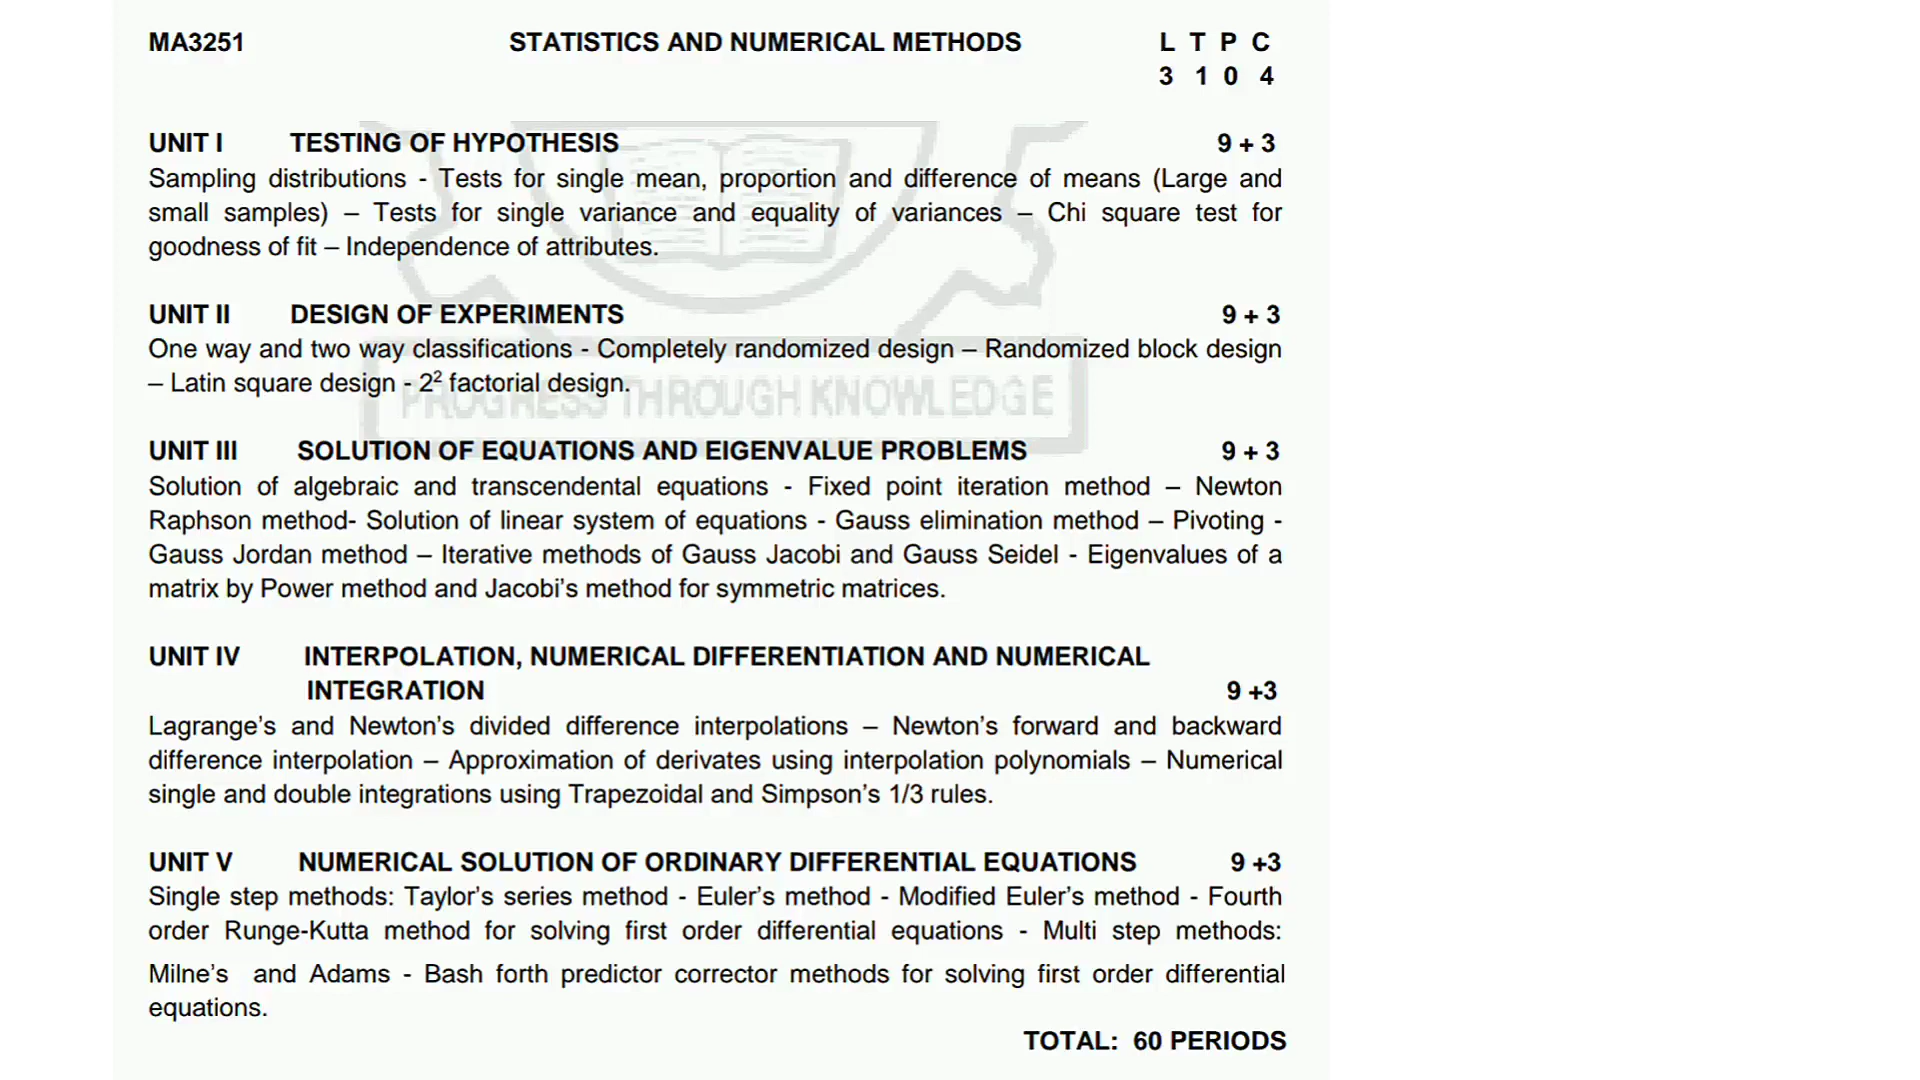 MA3251 STATISTICS AND NUMERICAL METHODS L T P C
3 1 0 4
UNIT I TESTING OF HYPOTHESIS 9 + 3
Sampling distributions - Tests for single mean, proportion and difference of means (Large and
small samples) – Tests for single variance and equality of variances – Chi square test for
goodness of fit – Independence of attributes.
UNIT II DESIGN OF EXPERIMENTS 9 + 3
One way and two way classifications - Completely randomized design – Randomized block design
– Latin square design - 2² factorial design.
PROGRESS THROUGH KNOWLEDGE
UNIT III SOLUTION OF EQUATIONS AND EIGENVALUE PROBLEMS 9 + 3
Solution of algebraic and transcendental equations - Fixed point iteration method – Newton
Raphson method- Solution of linear system of equations - Gauss elimination method – Pivoting -
Gauss Jordan method – Iterative methods of Gauss Jacobi and Gauss Seidel - Eigenvalues of a
matrix by Power method and Jacobi’s method for symmetric matrices.
UNIT IV INTERPOLATION, NUMERICAL DIFFERENTIATION AND NUMERICAL
INTEGRATION 9 +3
Lagrange’s and Newton’s divided difference interpolations – Newton’s forward and backward
difference interpolation – Approximation of derivates using interpolation polynomials – Numerical
single and double integrations using Trapezoidal and Simpson’s 1/3 rules.
UNIT V NUMERICAL SOLUTION OF ORDINARY DIFFERENTIAL EQUATIONS 9 +3
Single step methods: Taylor’s series method - Euler’s method - Modified Euler’s method - Fourth
order Runge-Kutta method for solving first order differential equations - Multi step methods:
Milne’s and Adams - Bash forth predictor corrector methods for solving first order differential
equations.
TOTAL: 60 PERIODS